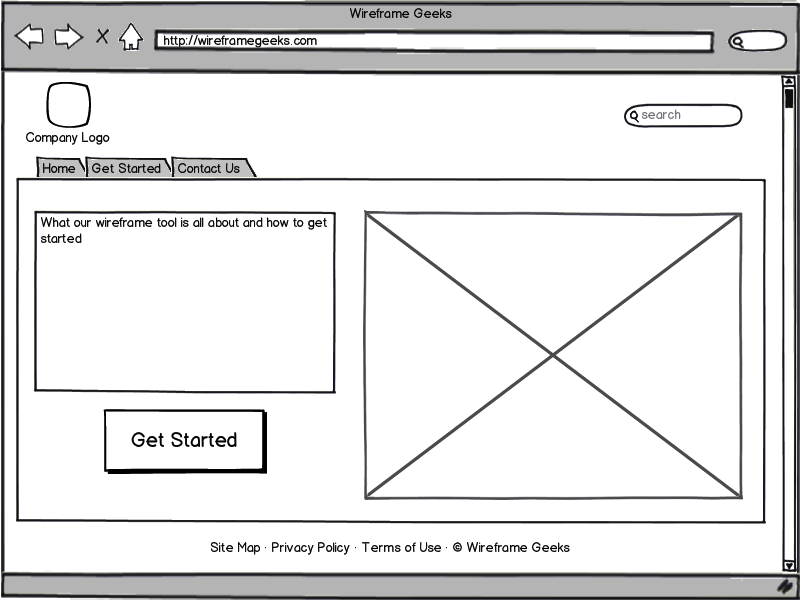 Wireframe Geeks
http://wireframegeeks.com
Company Logo
search
Home
Get Started
Contact Us
What our wireframe tool is all about and how to get
started
Get Started
Site Map · Privacy Policy · Terms of Use · © Wireframe Geeks